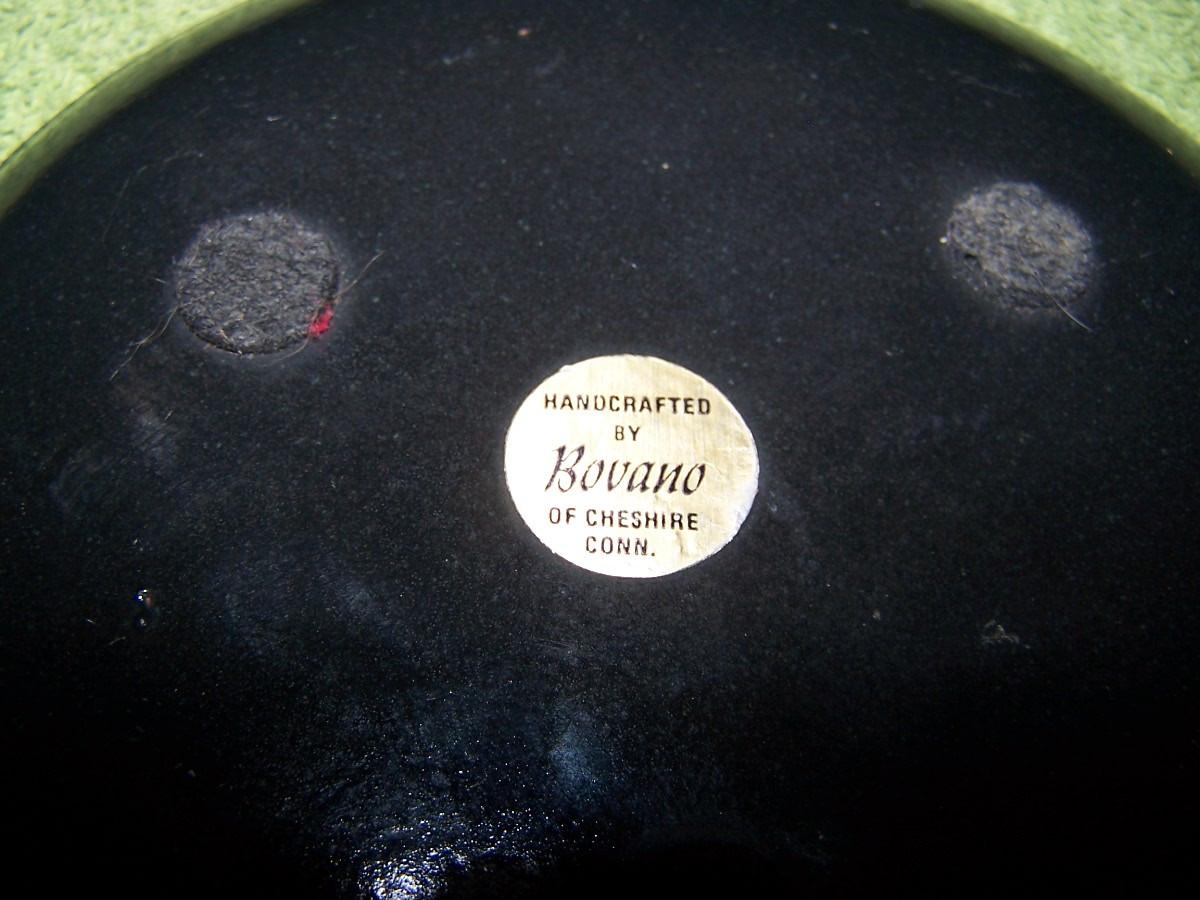 HANDCRAFTED
BY
Bovano
OF CHESHIRE
CONN.